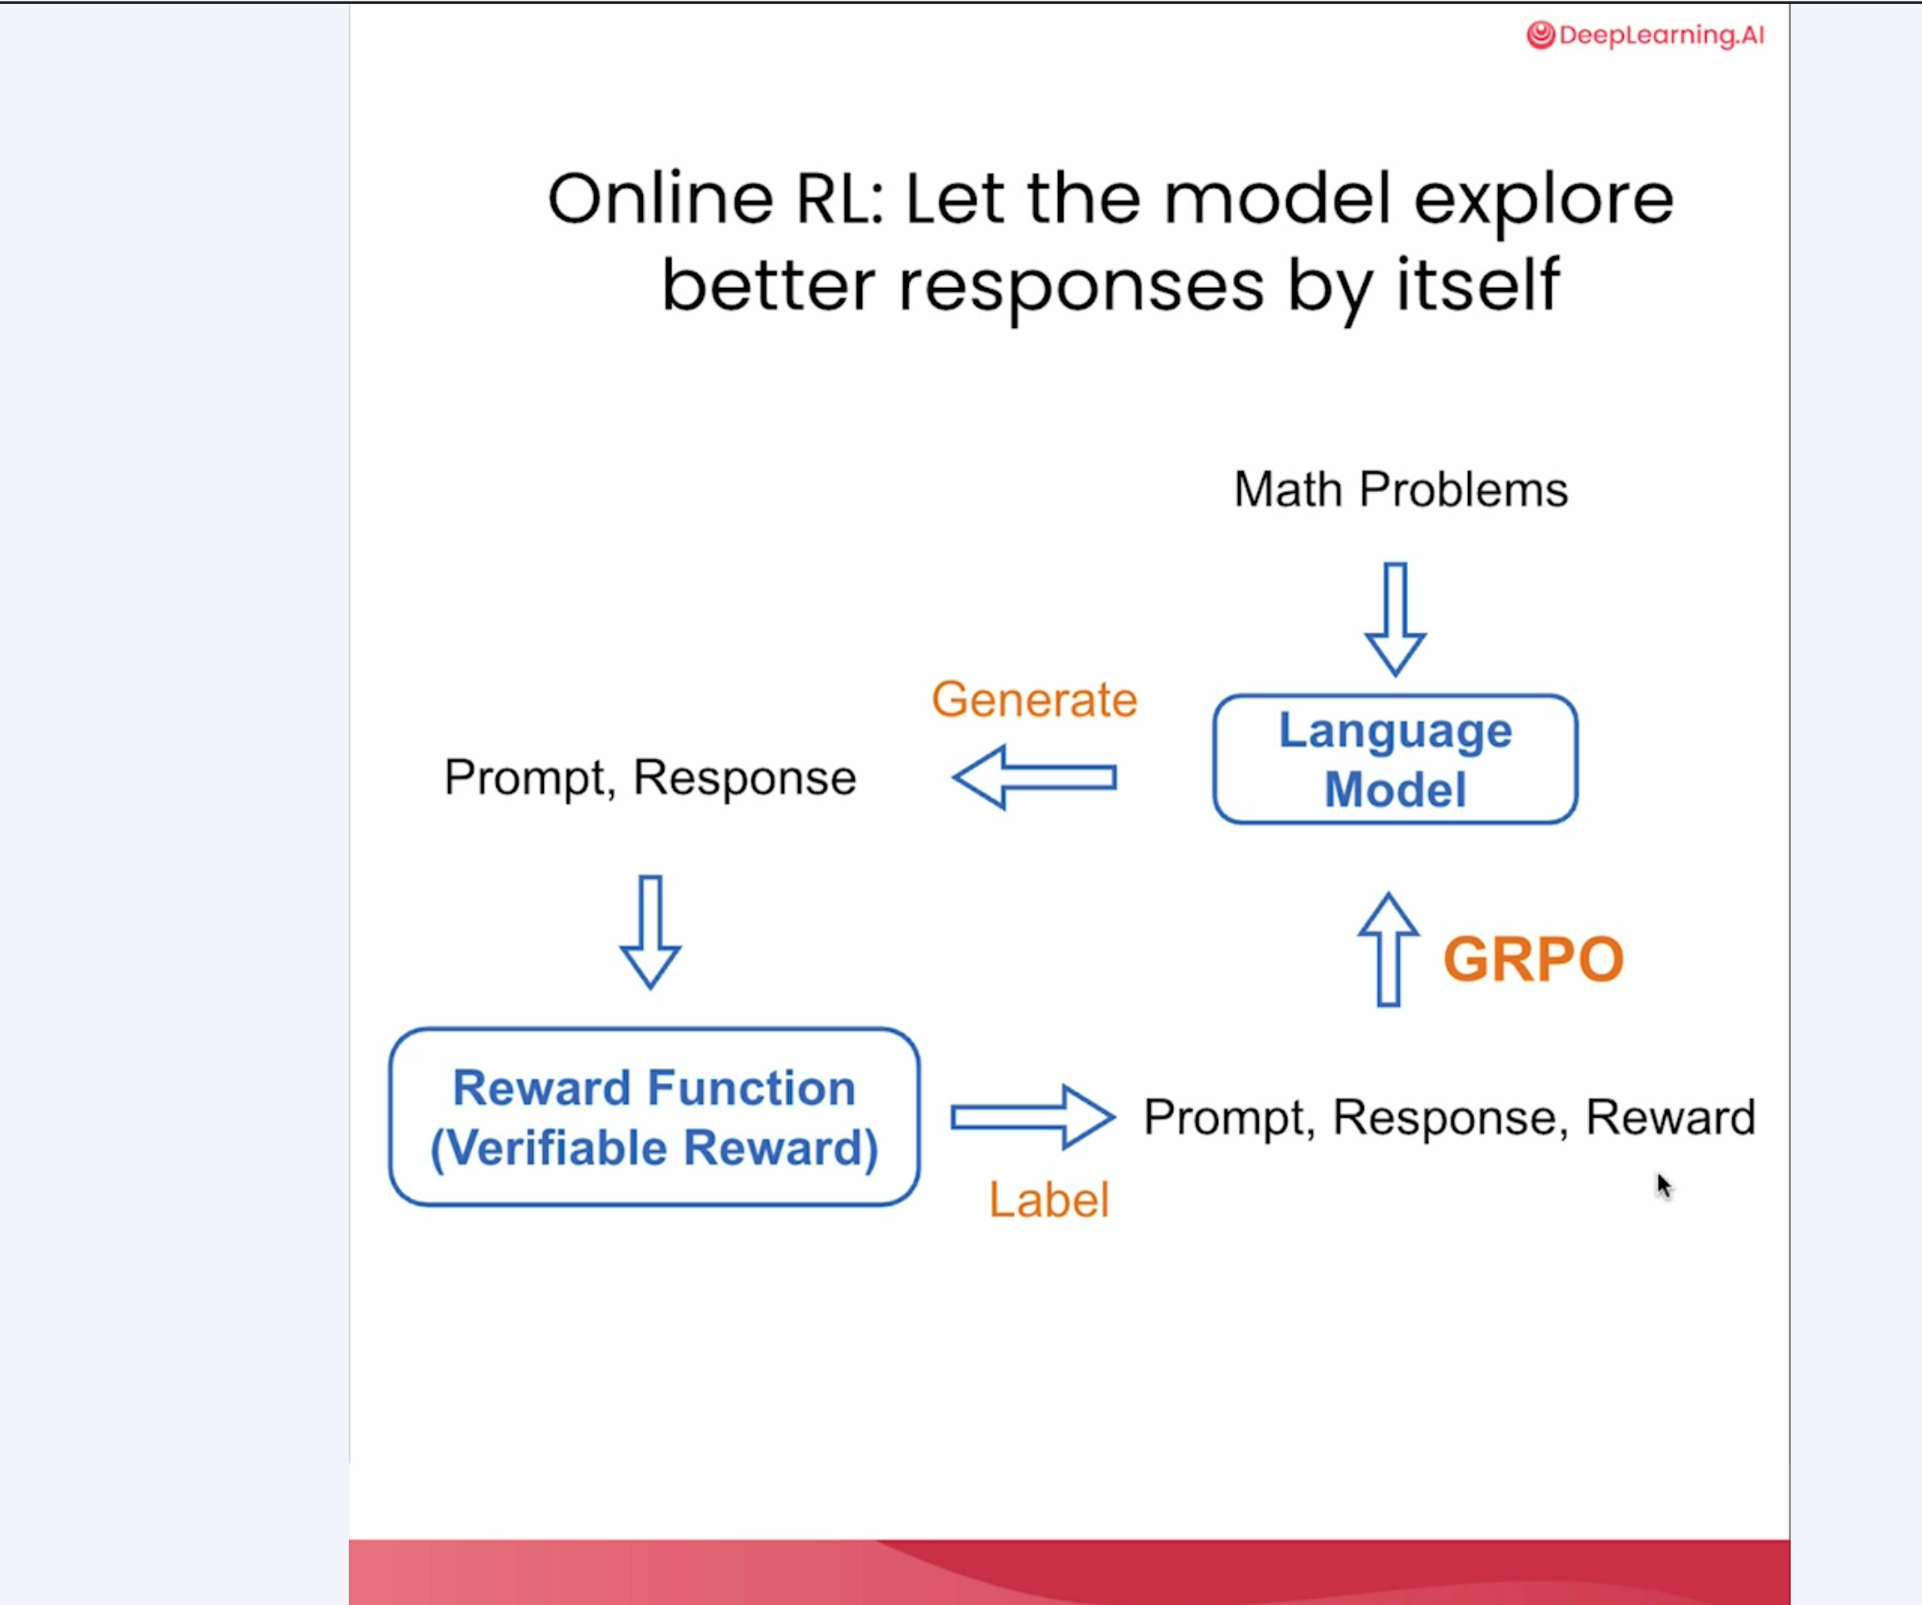 DeepLearning.AI
Online RL: Let the model explore
better responses by itself
Math Problems
Generate
Language
Model
Prompt, Response
GRPO
Reward Function
(Verifiable Reward)
Prompt, Response, Reward
Label